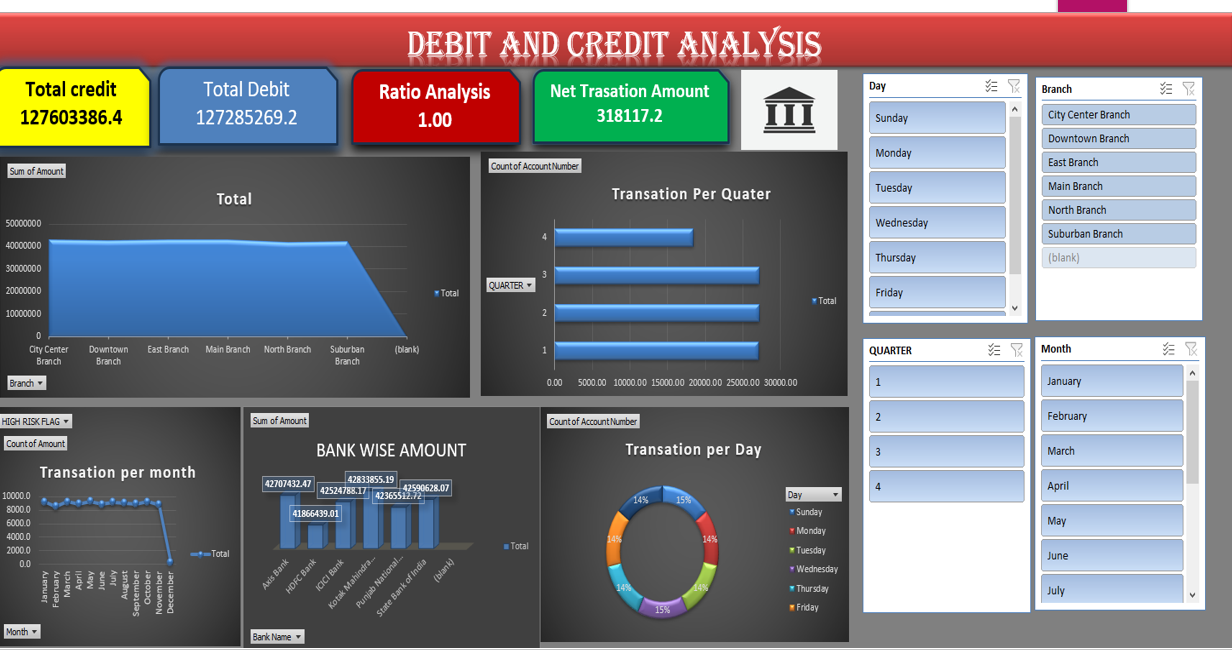 DEBIT AND CREDIT ANALYSIS
Total credit
127603386.4
Total Debit
127285269.2
Ratio Analysis
1.00
Net Trasation Amount
318117.2
Sum of Amount
Total
50000000
40000000
30000000
20000000
10000000
0
City Center Branch
Downtown Branch
East Branch
Main Branch
North Branch
Suburban Branch
(blank)
Total
Branch
Count of Account Number
Transation Per Quater
4
3
2
1
QUARTER
0.00
5000.00
10000.00
15000.00
20000.00
25000.00
30000.00
Total
Day
Sunday
Monday
Tuesday
Wednesday
Thursday
Friday
Branch
City Center Branch
Downtown Branch
East Branch
Main Branch
North Branch
Suburban Branch
(blank)
HIGH RISK FLAG
Count of Amount
Transation per month
10000.0
8000.0
6000.0
4000.0
2000.0
0.0
January
February
March
April
May
June
July
August
September
October
November
December
Total
Month
Sum of Amount
BANK WISE AMOUNT
42707432.47
41866439.01
42524788.17
42833855.19
42365512.72
42590628.07
Axis Bank
HDFC Bank
ICICI Bank
Kotak Mahindra...
Punjab National...
State Bank of India
(blank)
Total
Bank Name
Count of Account Number
Transation per Day
15%
14%
14%
15%
14%
14%
14%
Day
Sunday
Monday
Tuesday
Wednesday
Thursday
Friday
QUARTER
1
2
3
4
Month
January
February
March
April
May
June
July